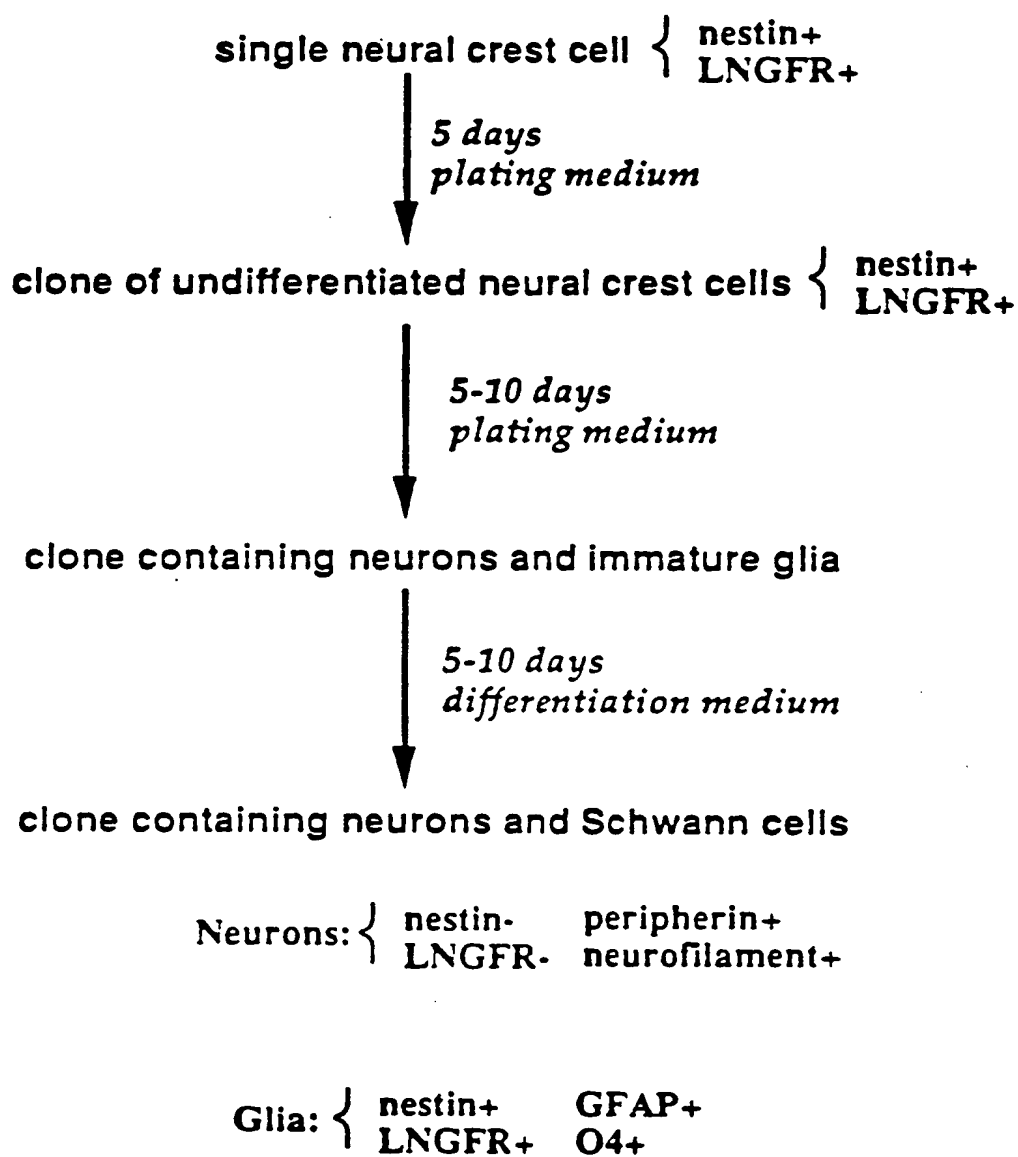 single neural crest cell { nestin+
LNGFR+
5 days
plating medium
clone of undifferentiated neural crest cells { nestin+
LNGFR+
5-10 days
plating medium
clone containing neurons and immature glia
5-10 days
differentiation medium
clone containing neurons and Schwann cells
Neurons: { nestin- peripherin+
LNGFR- neurofilament+
Glia: { nestin+ GFAP+
LNGFR+ O4+